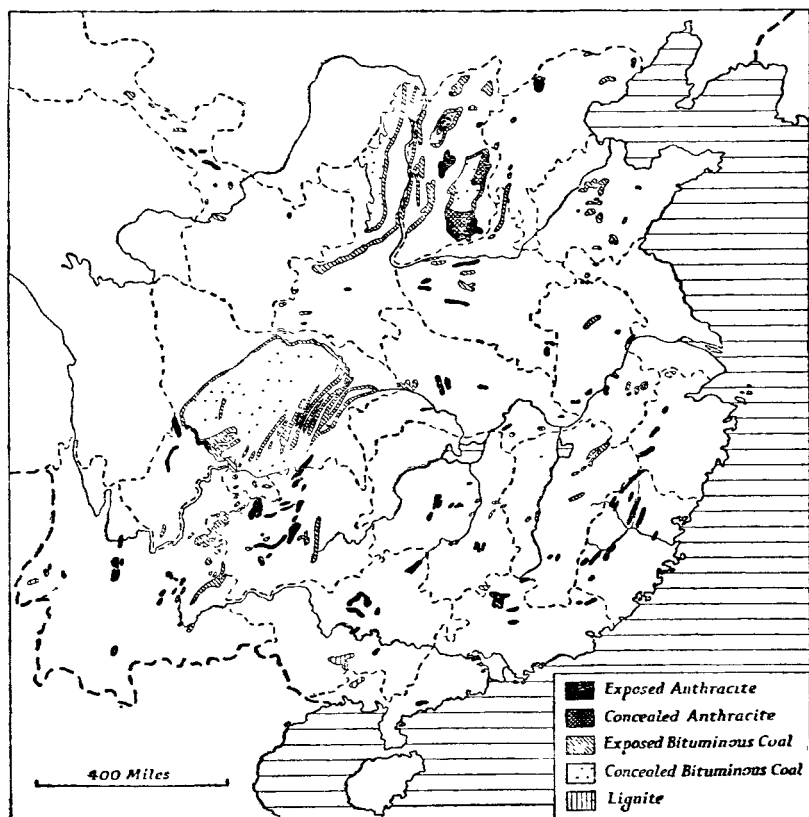 Exposed Anthracite
Concealed Anthracite
Exposed Bituminous Coal
Concealed Bituminous Coal
Lignite
400 Miles